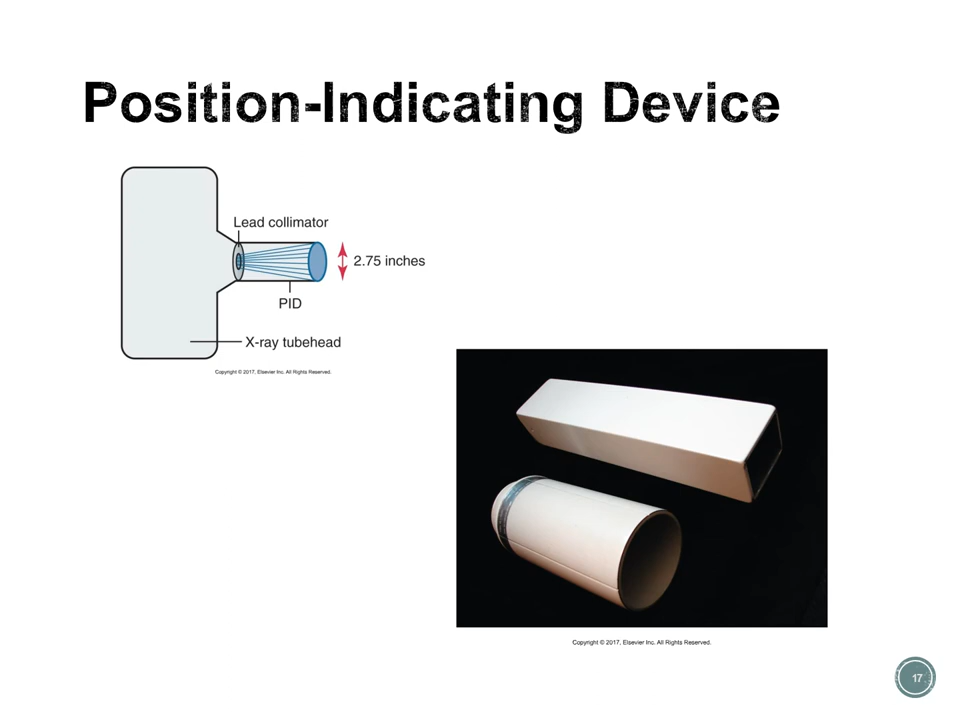 Position-Indicating Device
Lead collimator
2.75 inches
PID
X-ray tubehead
Copyright © 2017, Elsevier Inc. All Rights Reserved.
Copyright © 2017, Elsevier Inc. All Rights Reserved.
17